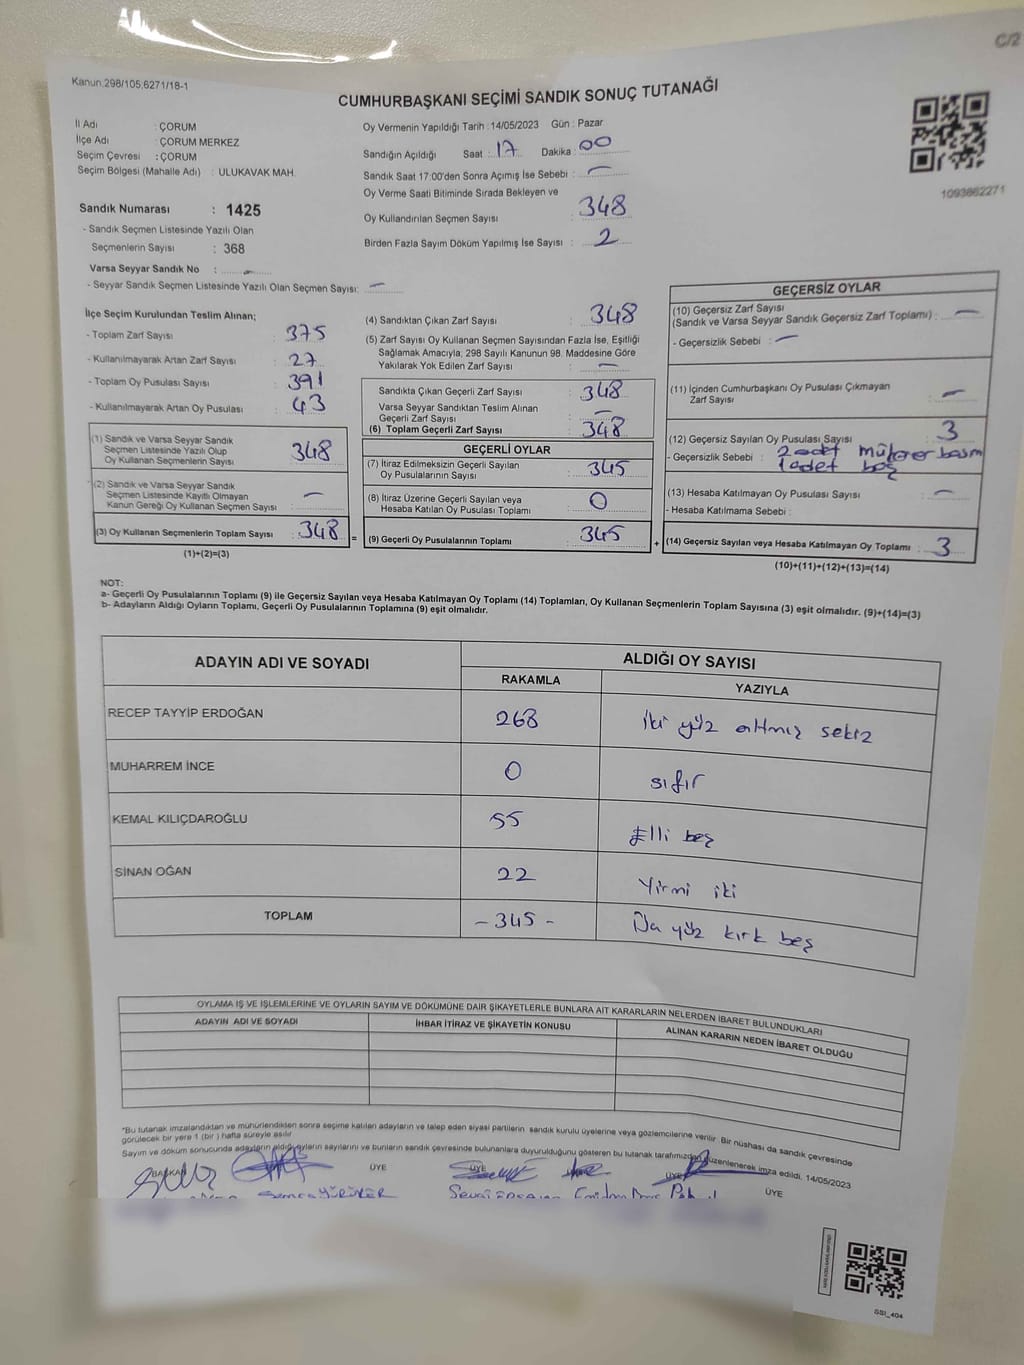 C/2
Kanun.298/105,6271/18-1
CUMHURBAŞKANI SEÇİMİ SANDIK SONUÇ TUTANAĞI
İl Adı : ÇORUM
İlçe Adı : ÇORUM MERKEZ
Seçim Çevresi : ÇORUM
Seçim Bölgesi (Mahalle Adı) : ULUKAVAK MAH.
Sandık Numarası : 1425
- Sandık Seçmen Listesinde Yazılı Olan
Seçmenlerin Sayısı : 368
Varsa Seyyar Sandık No : -
- Seyyar Sandık Seçmen Listesinde Yazılı Olan Seçmen Sayısı: -
Oy Vermenin Yapıldığı Tarih :14/05/2023 Gün : Pazar
Sandığın Açıldığı Saat : 17 Dakika : 00
Sandık Saat 17:00'den Sonra Açımış İse Sebebi : -
Oy Verme Saati Bitiminde Sırada Bekleyen ve
Oy Kullandırılan Seçmen Sayısı : 348
Birden Fazla Sayım Döküm Yapılmış İse Sayısı : 2
1093862271
İlçe Seçim Kurulundan Teslim Alınan;
- Toplam Zarf Sayısı : 375
- Kullanılmayarak Artan Zarf Sayısı : 27
- Toplam Oy Pusulası Sayısı : 391
- Kullanılmayarak Artan Oy Pusulası : 43
(1) Sandık ve Varsa Seyyar Sandık
Seçmen Listesinde Yazılı Olup
Oy Kullanan Seçmenlerin Sayısı : 348
(2) Sandık ve Varsa Seyyar Sandık
Seçmen Listesinde Kayıtlı Olmayan
Kanun Gereği Oy Kullanan Seçmen Sayısı : -
(3) Oy Kullanan Seçmenlerin Toplam Sayısı : 348
(1)+(2)=(3)
(4) Sandıktan Çıkan Zarf Sayısı : 348
(5) Zarf Sayısı Oy Kullanan Seçmen Sayısından Fazla İse, Eşitliği
Sağlamak Amacıyla, 298 Sayılı Kanunun 98. Maddesine Göre
Yakılarak Yok Edilen Zarf Sayısı : -
Sandıkta Çıkan Geçerli Zarf Sayısı : 348
Varsa Seyyar Sandıktan Teslim Alınan
Geçerli Zarf Sayısı : -
(6) Toplam Geçerli Zarf Sayısı : 348
GEÇERLİ OYLAR
(7) İtiraz Edilmeksizin Geçerli Sayılan
Oy Pusulalarının Sayısı : 345
(8) İtiraz Üzerine Geçerli Sayılan veya
Hesaba Katılan Oy Pusulası Toplamı : 0
= (9) Geçerli Oy Pusulalarının Toplamı : 345 +
GEÇERSİZ OYLAR
(10) Geçersiz Zarf Sayısı
(Sandık ve Varsa Seyyar Sandık Geçersiz Zarf Toplamı) : -
- Geçersizlik Sebebi : -
(11) İçinden Cumhurbaşkanı Oy Pusulası Çıkmayan
Zarf Sayısı : -
(12) Geçersiz Sayılan Oy Pusulası Sayısı : 3
- Geçersizlik Sebebi : 2 adet
1 adet boş
(13) Hesaba Katılmayan Oy Pusulası Sayısı : -
- Hesaba Katılmama Sebebi :
(14) Geçersiz Sayılan veya Hesaba Katılmayan Oy Toplamı : 3
(10)+(11)+(12)+(13)=(14)
NOT:
a- Geçerli Oy Pusulalarının Toplamı (9) ile Geçersiz Sayılan veya Hesaba Katılmayan Oy Toplamı (14) Toplamları, Oy Kullanan Seçmenlerin Toplam Sayısına (3) eşit olmalıdır. (9)+(14)=(3)
b- Adayların Aldığı Oyların Toplamı, Geçerli Oy Pusulalarının Toplamına (9) eşit olmalıdır.
ADAYIN ADI VE SOYADI ALDIĞI OY SAYISI
RAKAMLA YAZIYLA
RECEP TAYYİP ERDOĞAN 268 iki yüz altmış sekiz
MUHARREM İNCE 0 sıfır
KEMAL KILIÇDAROĞLU 55 Elli beş
SİNAN OĞAN 22 Yirmi iki
TOPLAM -345- yüz kırk beş
OYLAMA İŞ VE İŞLEMLERİNE VE OYLARIN SAYIM VE DÖKÜMÜNE DAİR ŞİKAYETLERLE BUNLARA AİT KARARLARIN NELERDEN İBARET BULUNDUKLARI
ADAYIN ADI VE SOYADI İHBAR İTİRAZ VE ŞİKAYETİN KONUSU ALINAN KARARIN NEDEN İBARET OLDUĞU
*Bu tutanak imzalandıktan ve mühürlendikten sonra seçime katılan adayların ve talep eden siyasi partilerin sandık kurulu üyelerine veya gözlemcilerine verilir. Bir nüshası da sandık çevresinde
görülecek bir yere 1 (bir) hafta süreyle asılır.
Sayım ve döküm sonucunda adayların aldığı oyların sayılarını ve bunların sandık çevresinde bulunanlara duyurulduğunu gösteren bu tutanak tarafımızdan düzenlenerek imza edildi. 14/05/2023
BAŞKAN ÜYE ÜYE ÜYE ÜYE
GSI_404